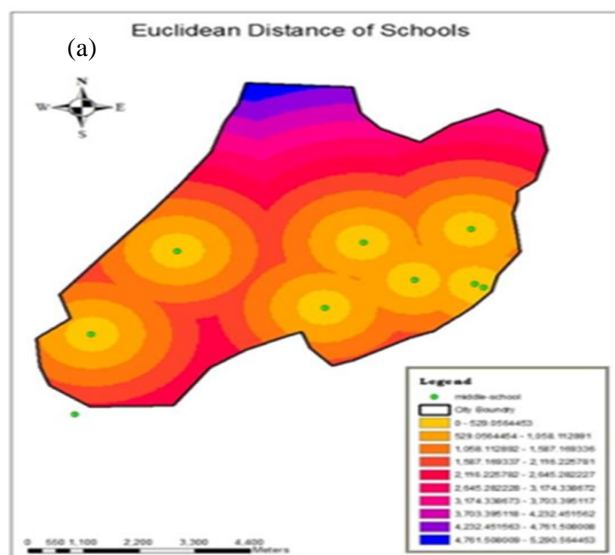 Euclidean Distance of Schools
(a)
N
W E
S
Legend
middle-school
City Boundry
0 - 529.0564453
529.0564454 - 1,058.112891
1,058.112892 - 1,587.169336
1,587.169337 - 2,116.225781
2,116.225782 - 2,645.282227
2,645.282228 - 3,174.338672
3,174.338673 - 3,703.395117
3,703.395118 - 4,232.451562
4,232.451563 - 4,761.508008
4,761.508009 - 5,290.564453
0 550 1,100 2,200 3,300 4,400
Meters